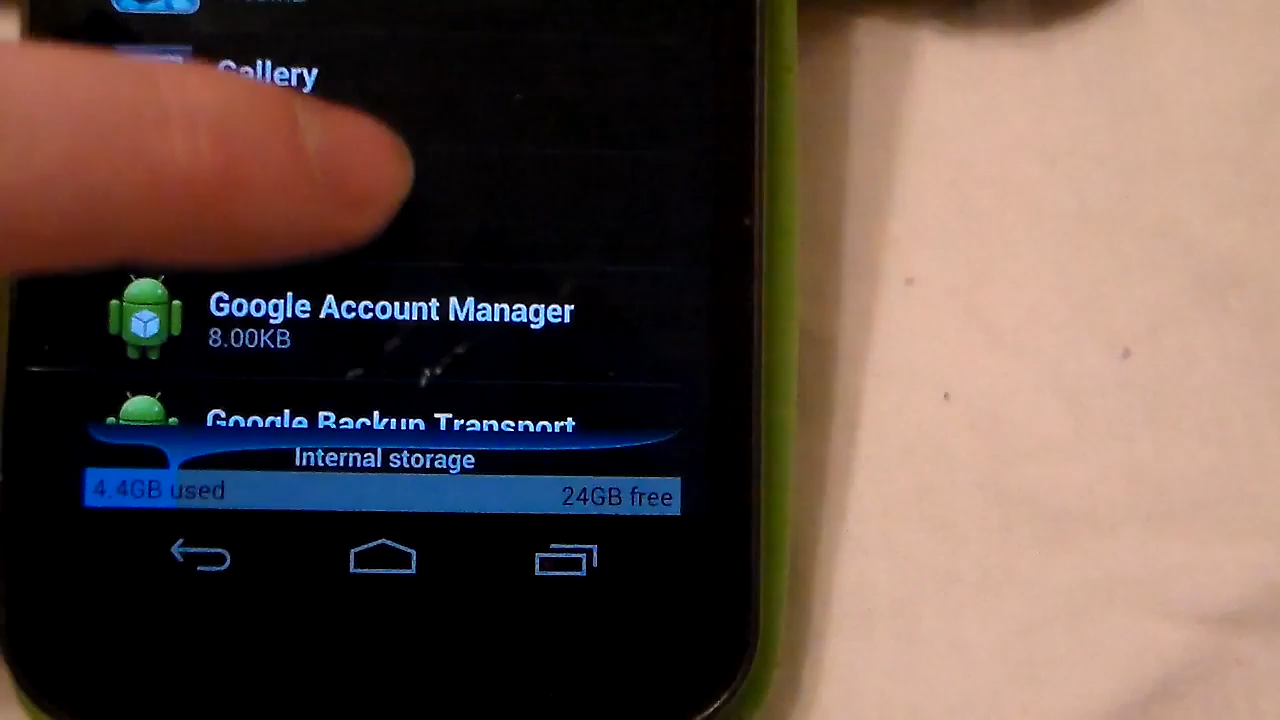 Gallery
Google Account Manager
8.00KB
Google Backup Transport
Internal storage
4.4GB used
24GB free